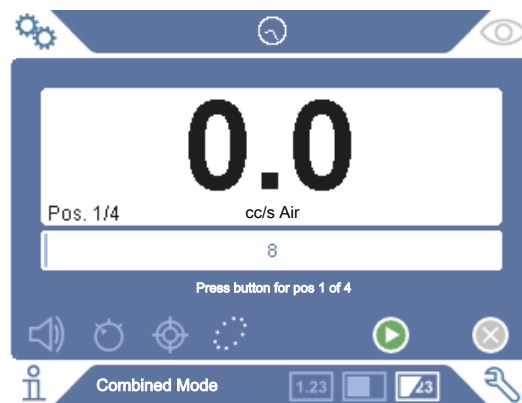 0.0
Pos. 1/4 cc/s Air
8
Press button for pos 1 of 4
Combined Mode 1.23 23